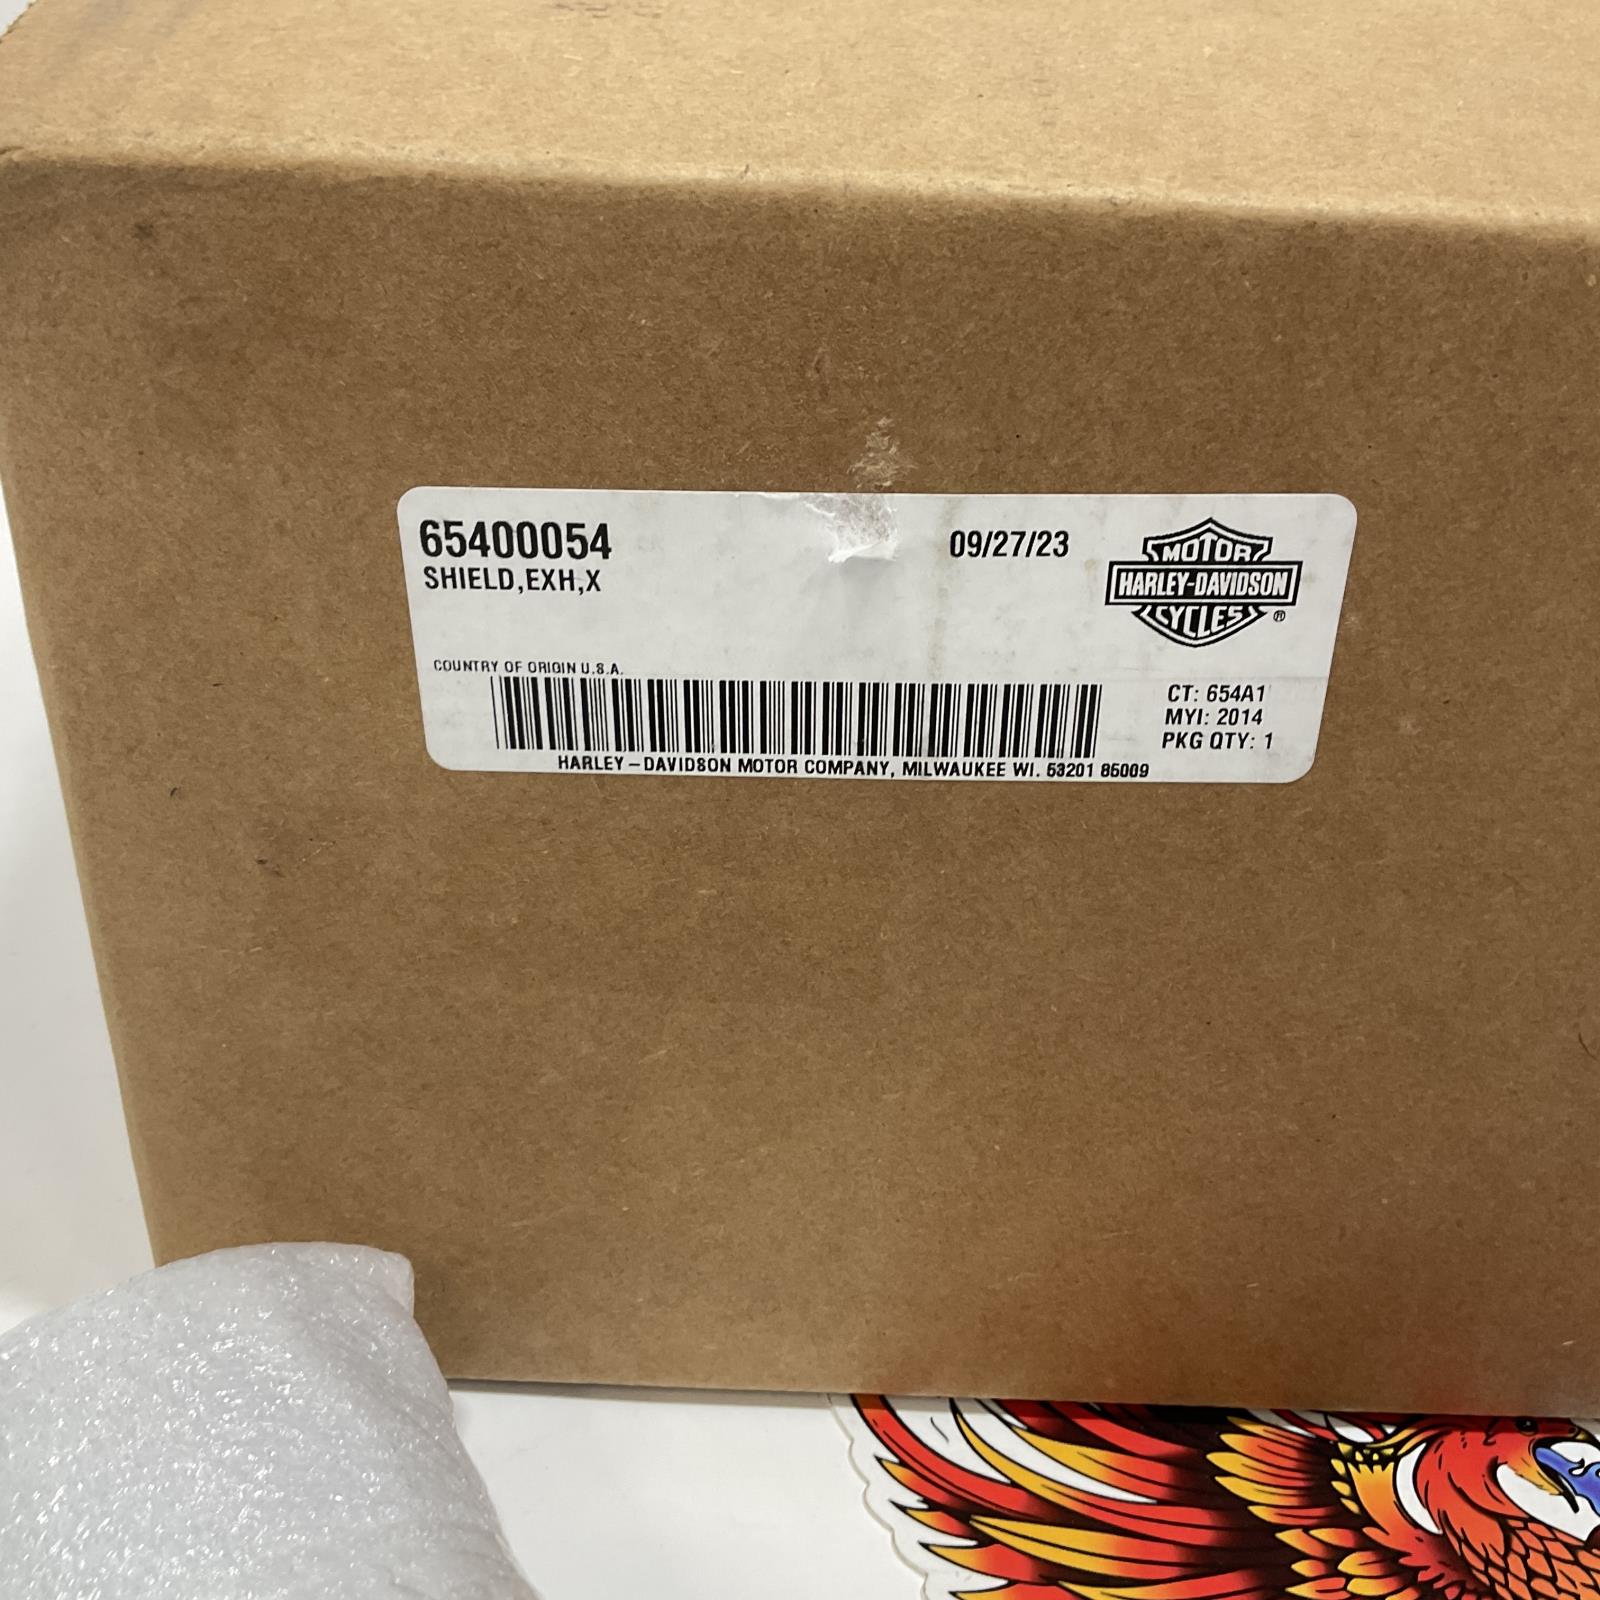 65400054
09/27/23
SHIELD,EXH,X
MOTOR
HARLEY-DAVIDSON
CYCLES ®
COUNTRY OF ORIGIN U.S.A.
CT: 654A1
MYI: 2014
PKG QTY: 1
HARLEY-DAVIDSON MOTOR COMPANY, MILWAUKEE WI. 53201 85009